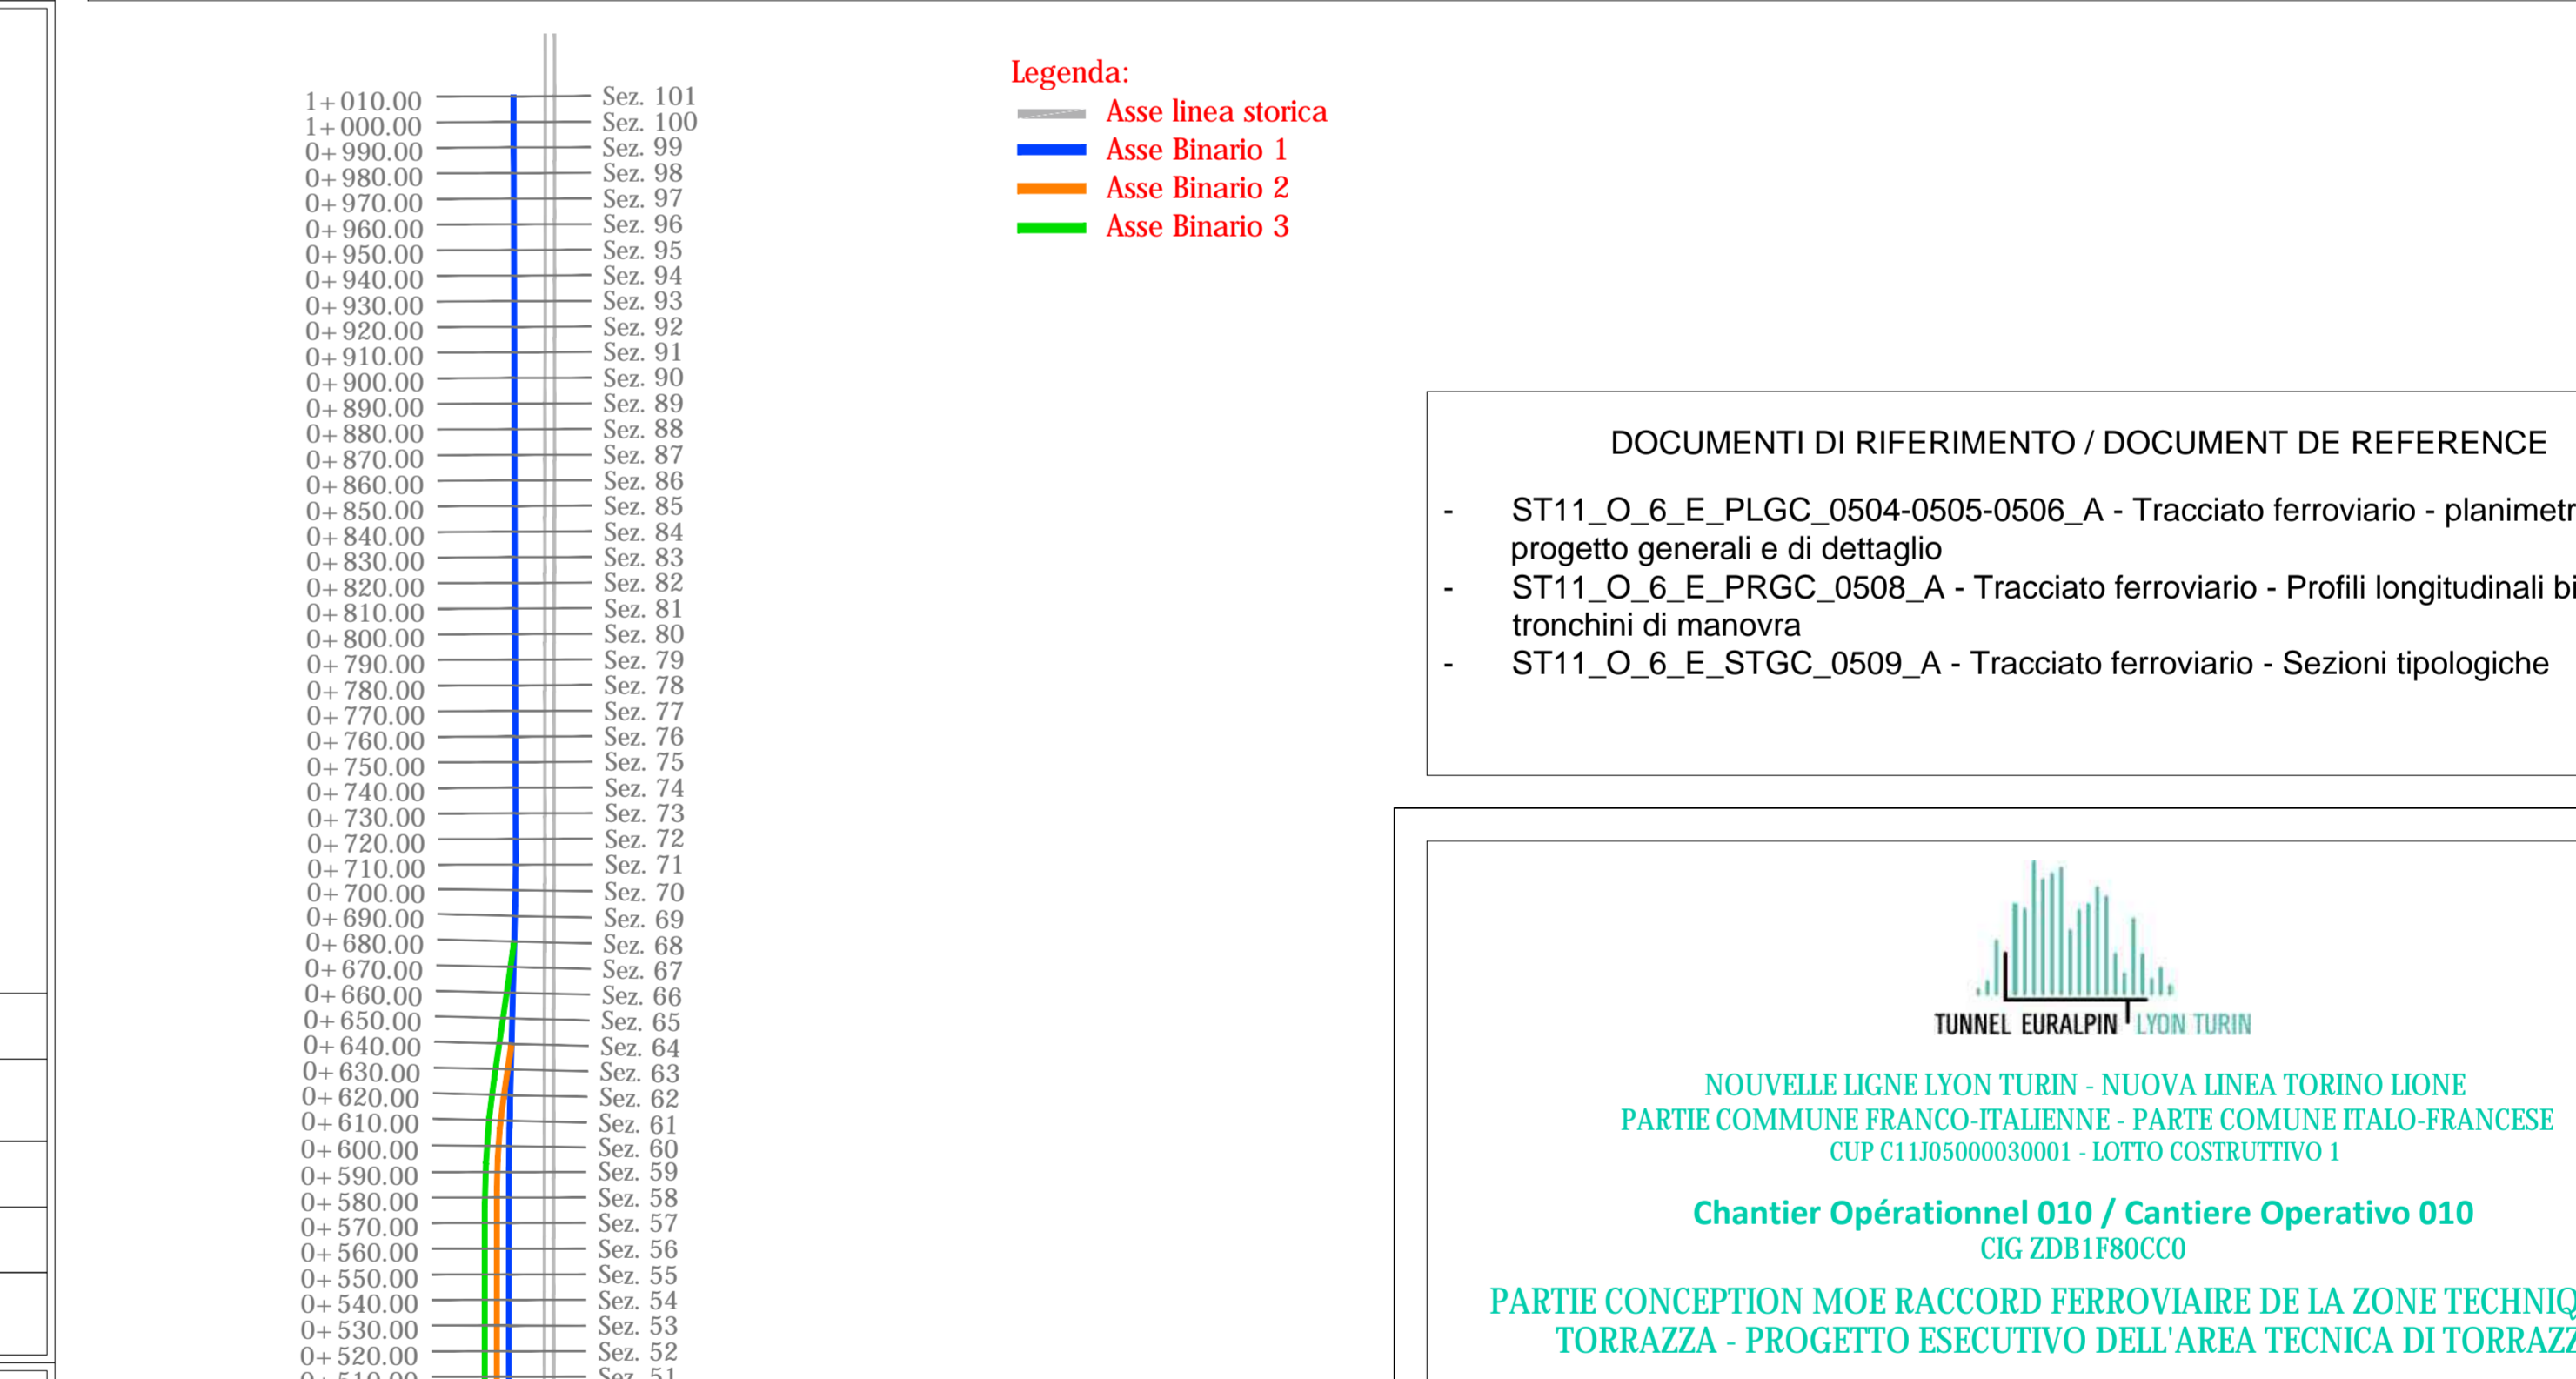 1+010.00 Sez. 101
1+000.00 Sez. 100
0+990.00 Sez. 99
0+980.00 Sez. 98
0+970.00 Sez. 97
0+960.00 Sez. 96
0+950.00 Sez. 95
0+940.00 Sez. 94
0+930.00 Sez. 93
0+920.00 Sez. 92
0+910.00 Sez. 91
0+900.00 Sez. 90
0+890.00 Sez. 89
0+880.00 Sez. 88
0+870.00 Sez. 87
0+860.00 Sez. 86
0+850.00 Sez. 85
0+840.00 Sez. 84
0+830.00 Sez. 83
0+820.00 Sez. 82
0+810.00 Sez. 81
0+800.00 Sez. 80
0+790.00 Sez. 79
0+780.00 Sez. 78
0+770.00 Sez. 77
0+760.00 Sez. 76
0+750.00 Sez. 75
0+740.00 Sez. 74
0+730.00 Sez. 73
0+720.00 Sez. 72
0+710.00 Sez. 71
0+700.00 Sez. 70
0+690.00 Sez. 69
0+680.00 Sez. 68
0+670.00 Sez. 67
0+660.00 Sez. 66
0+650.00 Sez. 65
0+640.00 Sez. 64
0+630.00 Sez. 63
0+620.00 Sez. 62
0+610.00 Sez. 61
0+600.00 Sez. 60
0+590.00 Sez. 59
0+580.00 Sez. 58
0+570.00 Sez. 57
0+560.00 Sez. 56
0+550.00 Sez. 55
0+540.00 Sez. 54
0+530.00 Sez. 53
0+520.00 Sez. 52
0+510.00 Sez. 51
Legenda:
Asse linea storica
Asse Binario 1
Asse Binario 2
Asse Binario 3
DOCUMENTI DI RIFERIMENTO / DOCUMENT DE REFERENCE
- ST11_O_6_E_PLGC_0504-0505-0506_A - Tracciato ferroviario - planimetr
progetto generali e di dettaglio
- ST11_O_6_E_PRGC_0508_A - Tracciato ferroviario - Profili longitudinali bi
tronchini di manovra
- ST11_O_6_E_STGC_0509_A - Tracciato ferroviario - Sezioni tipologiche
TUNNEL EURALPIN LYON TURIN
NOUVELLE LIGNE LYON TURIN - NUOVA LINEA TORINO LIONE
PARTIE COMMUNE FRANCO-ITALIENNE - PARTE COMUNE ITALO-FRANCESE
CUP C11J05000030001 - LOTTO COSTRUTTIVO 1
Chantier Opérationnel 010 / Cantiere Operativo 010
CIG ZDB1F80CC0
PARTIE CONCEPTION MOE RACCORD FERROVIAIRE DE LA ZONE TECHNIQ
TORRAZZA - PROGETTO ESECUTIVO DELL'AREA TECNICA DI TORRAZZ